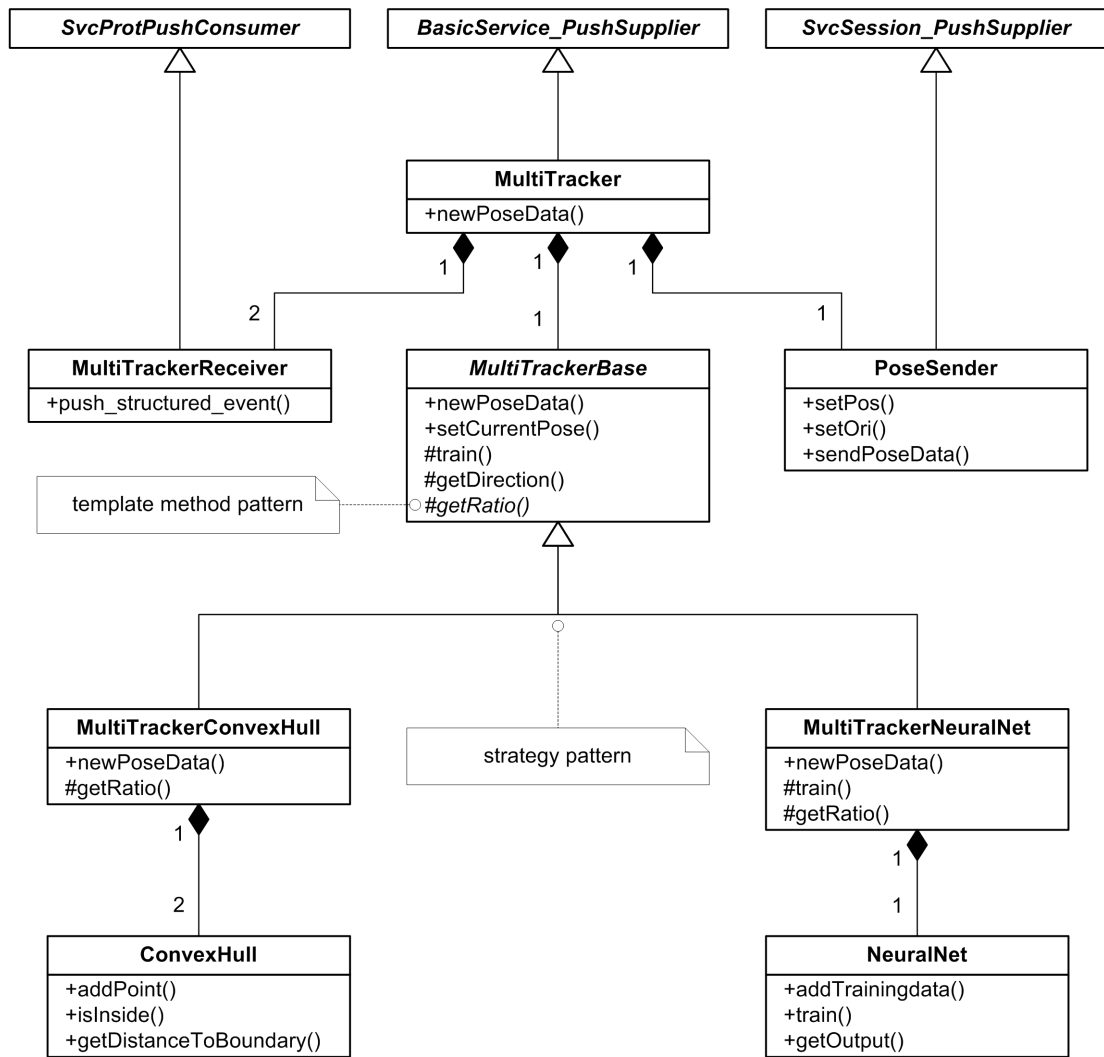 SvcProtPushConsumer
BasicService_PushSupplier
SvcSession_PushSupplier
MultiTracker
+newPoseData()
1
1
1
2
1
1
MultiTrackerReceiver
+push_structured_event()
MultiTrackerBase
+newPoseData()
+setCurrentPose()
#train()
#getDirection()
#getRatio()
PoseSender
+setPos()
+setOri()
+sendPoseData()
template method pattern
MultiTrackerConvexHull
+newPoseData()
#getRatio()
strategy pattern
MultiTrackerNeuralNet
+newPoseData()
#train()
#getRatio()
1
2
1
1
ConvexHull
+addPoint()
+isInside()
+getDistanceToBoundary()
NeuralNet
+addTrainingdata()
+train()
+getOutput()